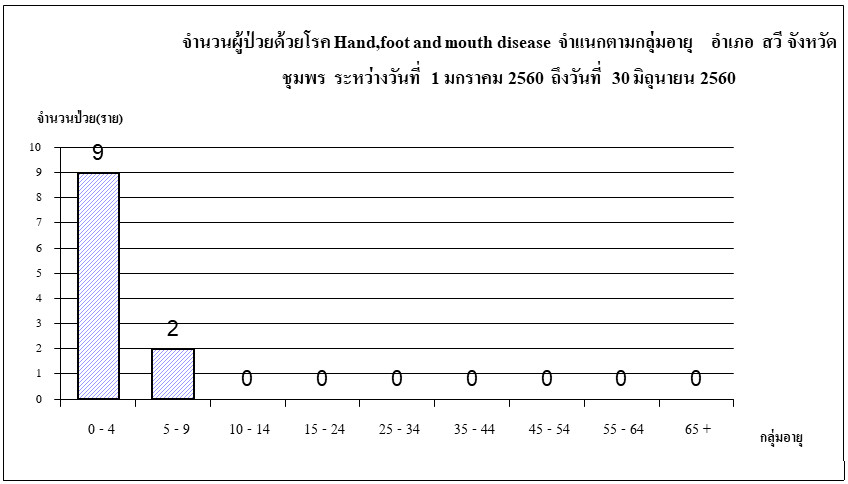 จำนวนผู้ป่วยด้วยโรค Hand,foot and mouth disease จำแนกตามกลุ่มอายุ อำเภอ สวี จังหวัด
ชุมพร ระหว่างวันที่ 1 มกราคม 2560 ถึงวันที่ 30 มิถุนายน 2560
จำนวนป่วย(ราย)
10
9
8
7
6
5
4
3
2
1
0
9
2
0
0
0
0
0
0
0
0 - 4
5 - 9
10 - 14
15 - 24
25 - 34
35 - 44
45 - 54
55 - 64
65 +
กลุ่มอายุ